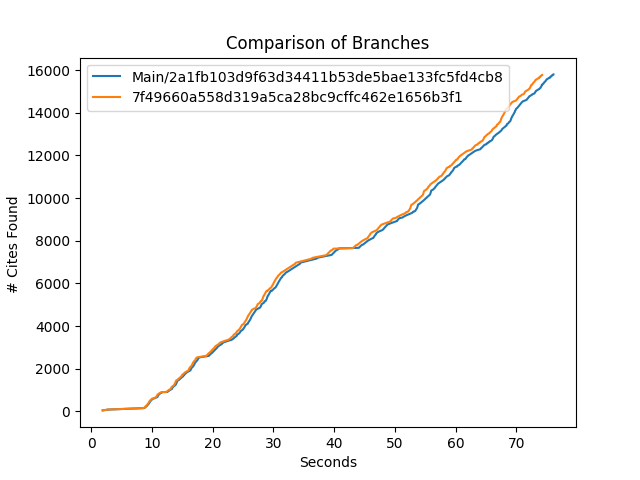 Comparison of Branches
Main/2a1fb103d9f63d34411b53de5bae133fc5fd4cb8
7f49660a558d319a5ca28bc9cffc462e1656b3f1
16000
14000
12000
10000
8000
6000
4000
2000
0
# Cites Found
0 10 20 30 40 50 60 70
Seconds